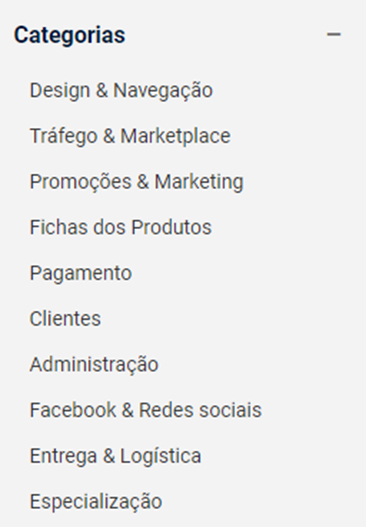 Categorias
Design & Navegação
Tráfego & Marketplace
Promoções & Marketing
Fichas dos Produtos
Pagamento
Clientes
Administração
Facebook & Redes sociais
Entrega & Logística
Especialização